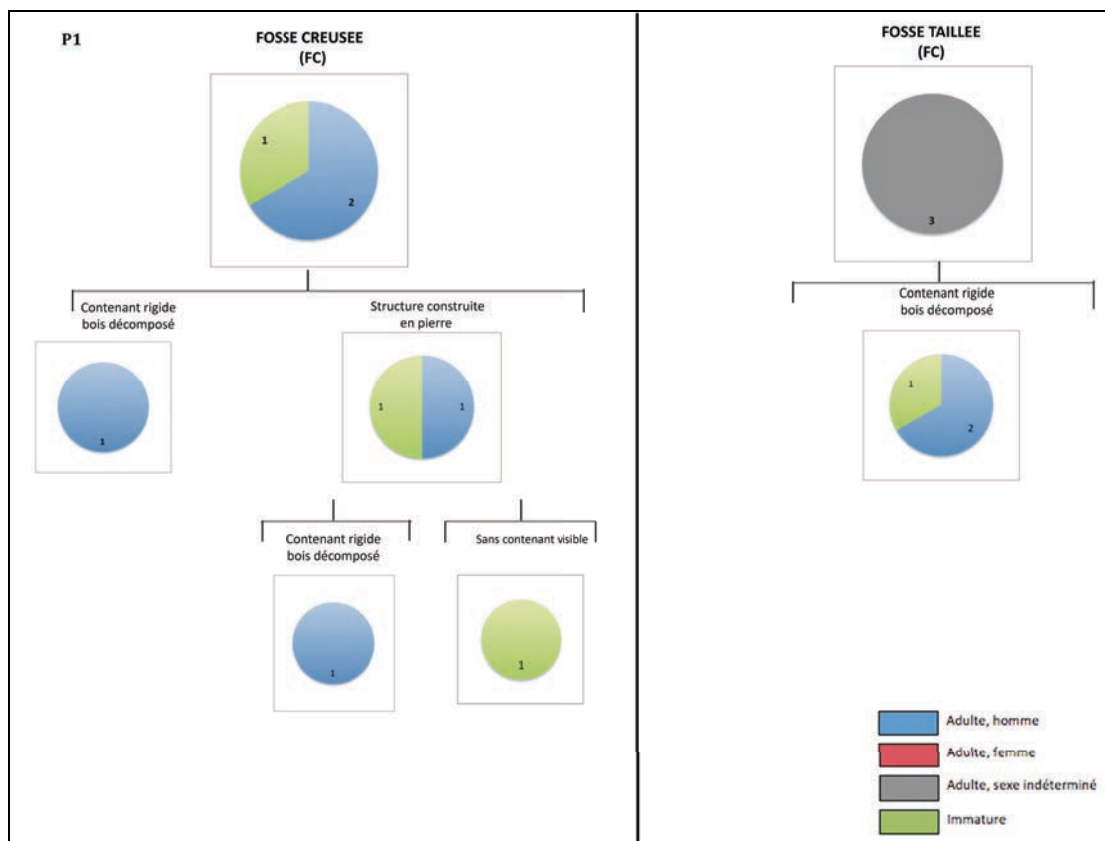 P1
FOSSE CREUSEE
(FC)
1
2
Contenant rigide
bois décomposé
1
Structure construite
en pierre
1
1
Contenant rigide
bois décomposé
1
Sans contenant visible
1
FOSSE TAILLEE
(FC)
3
Contenant rigide
bois décomposé
1
2
Adulte, homme
Adulte, femme
Adulte, sexe indéterminé
Immature